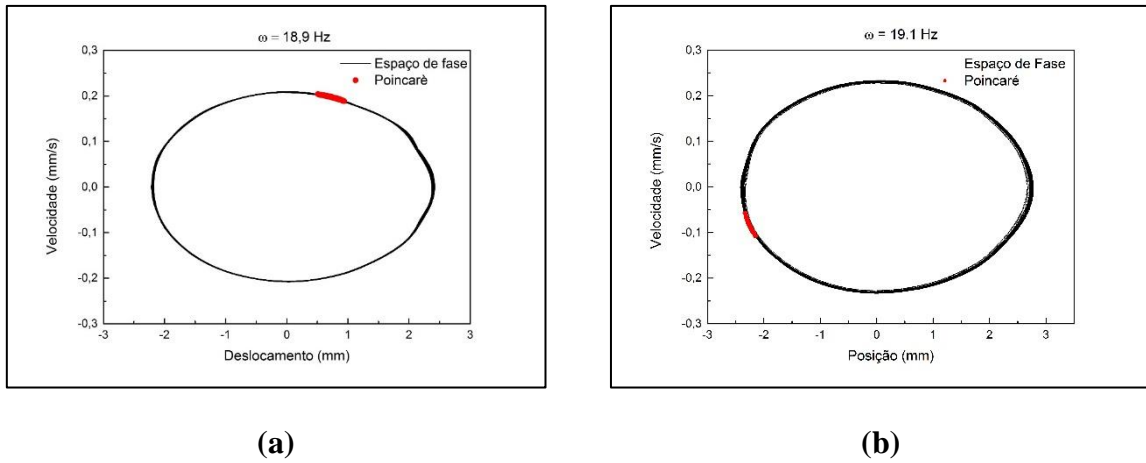 ω = 18,9 Hz
0,3
0,2
0,1
0,0
-0,1
-0,2
-0,3
Velocidade (mm/s)
Espaço de fase
Poincarè
-3 -2 -1 0 1 2 3
Deslocamento (mm)
(a)
ω = 19.1 Hz
0,3
0,2
0,1
0,0
-0,1
-0,2
-0,3
Velocidade (mm/s)
Espaço de Fase
Poincaré
-3 -2 -1 0 1 2 3
Posição (mm)
(b)